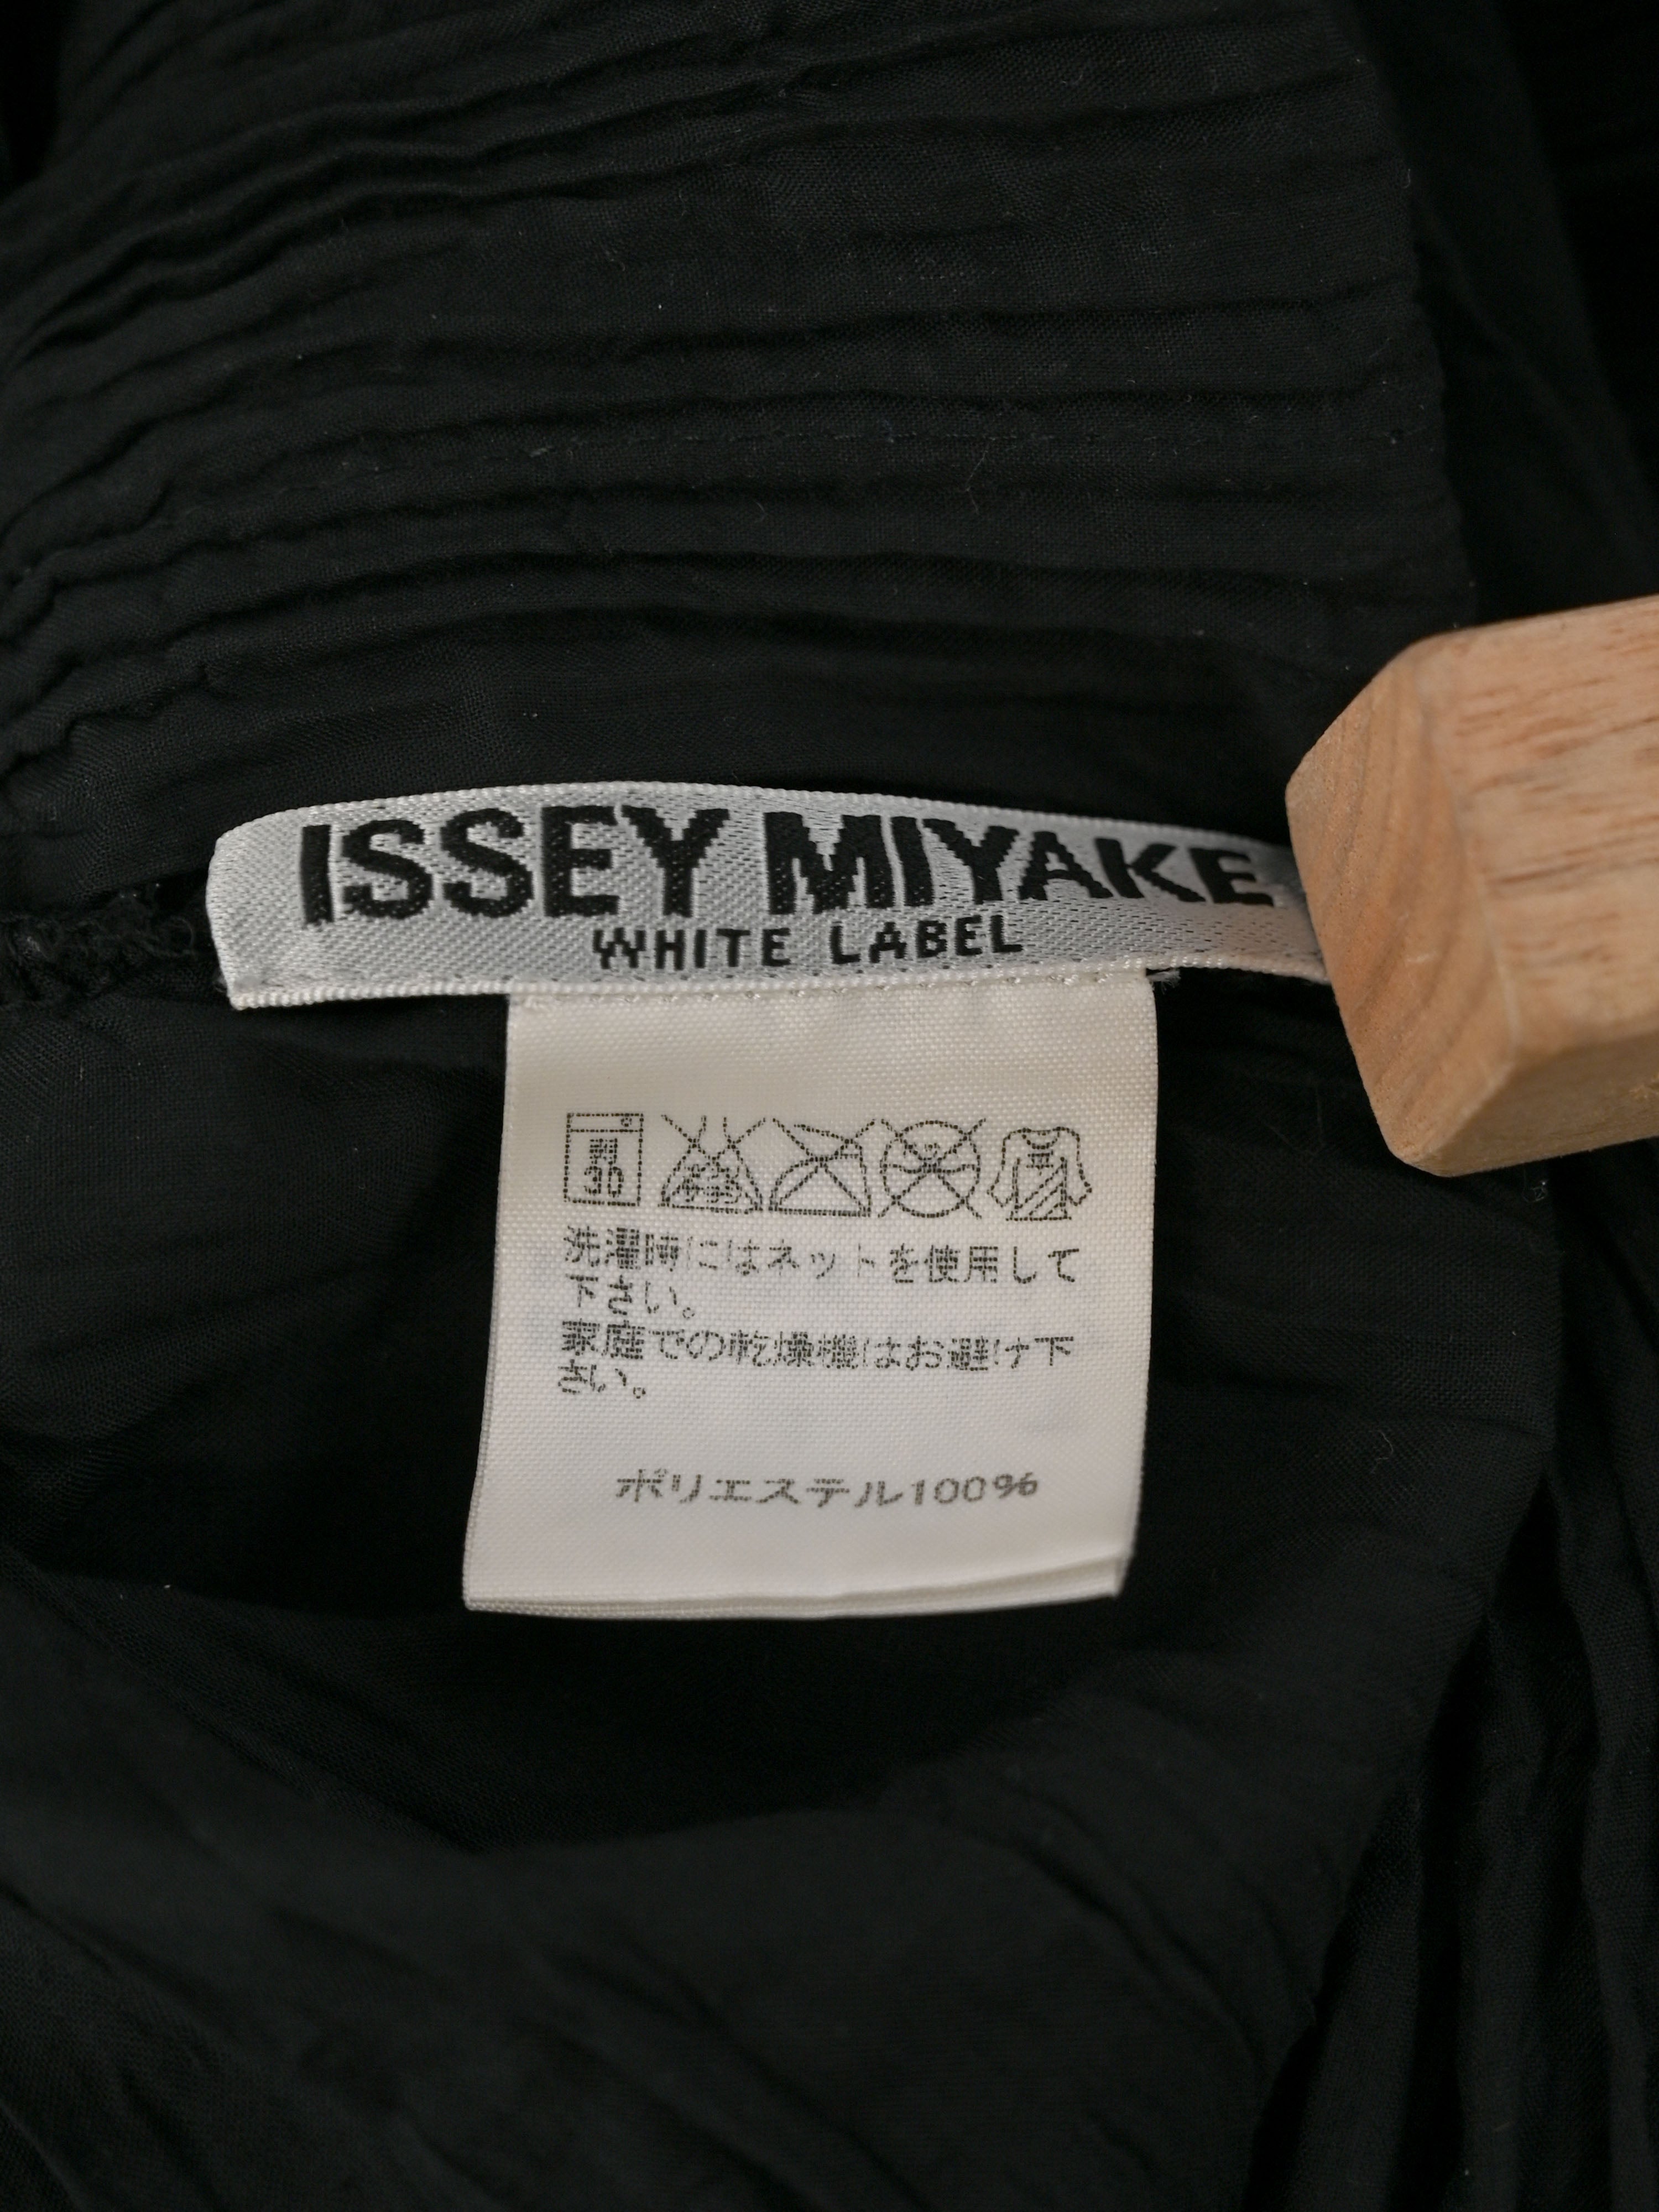 ISSEY MIYAKE
WHITE LABEL
弱
30
洗濯時にはネットを使用して
下さい。
家庭での乾燥機はお避け下
さい。
ポリエステル100%